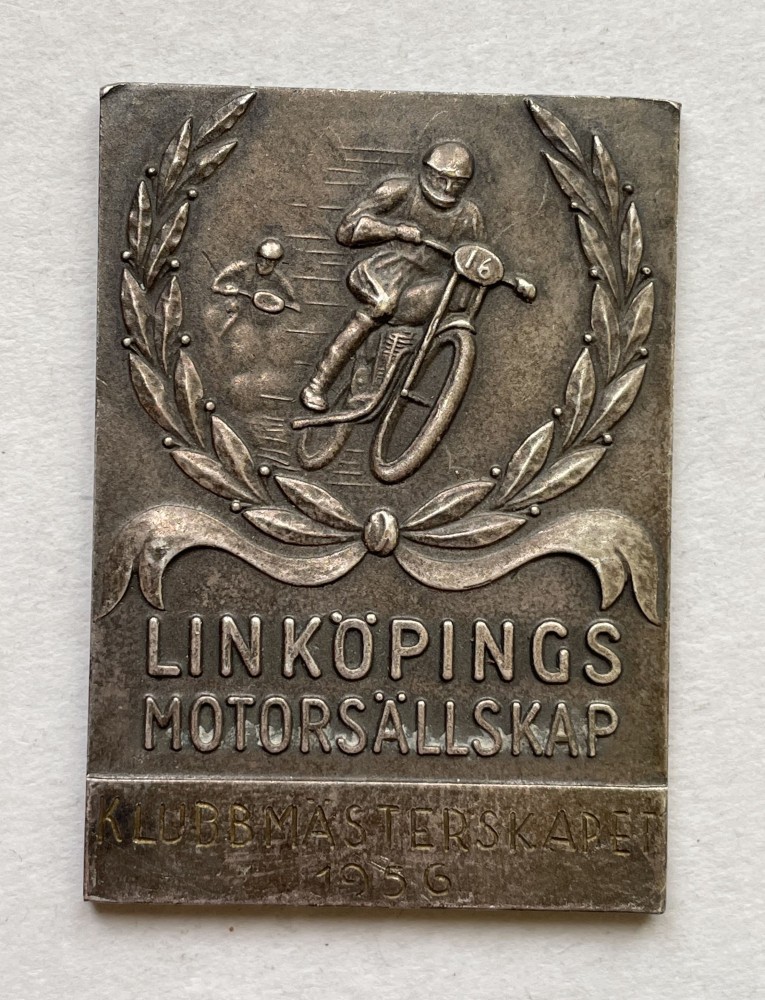 16
LINKÖPINGS
MOTORSÄLLSKAP
KLUBBMÄSTERSKAPET
1956